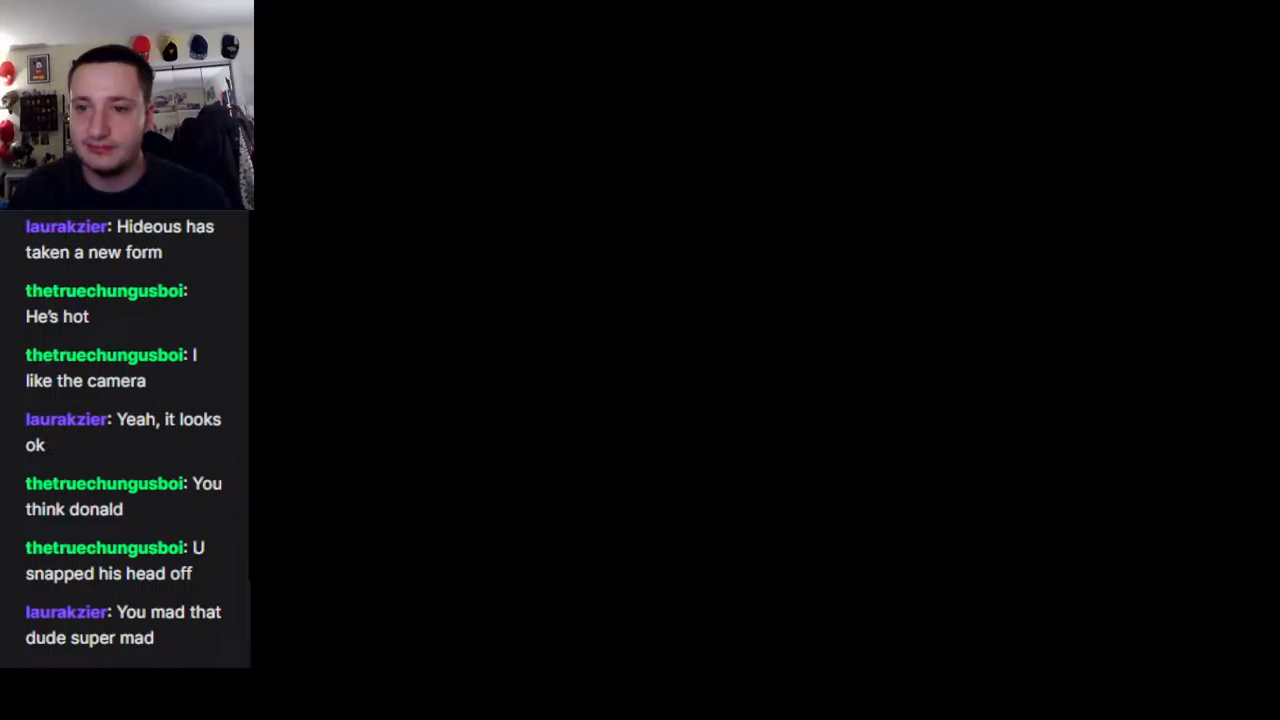 laurakzier: Hideous has
taken a new form
thetruechungusboi:
He's hot
thetruechungusboi: I
like the camera
laurakzier: Yeah, it looks
ok
thetruechungusboi: You
think donald
thetruechungusboi: U
snapped his head off
laurakzier: You mad that
dude super mad